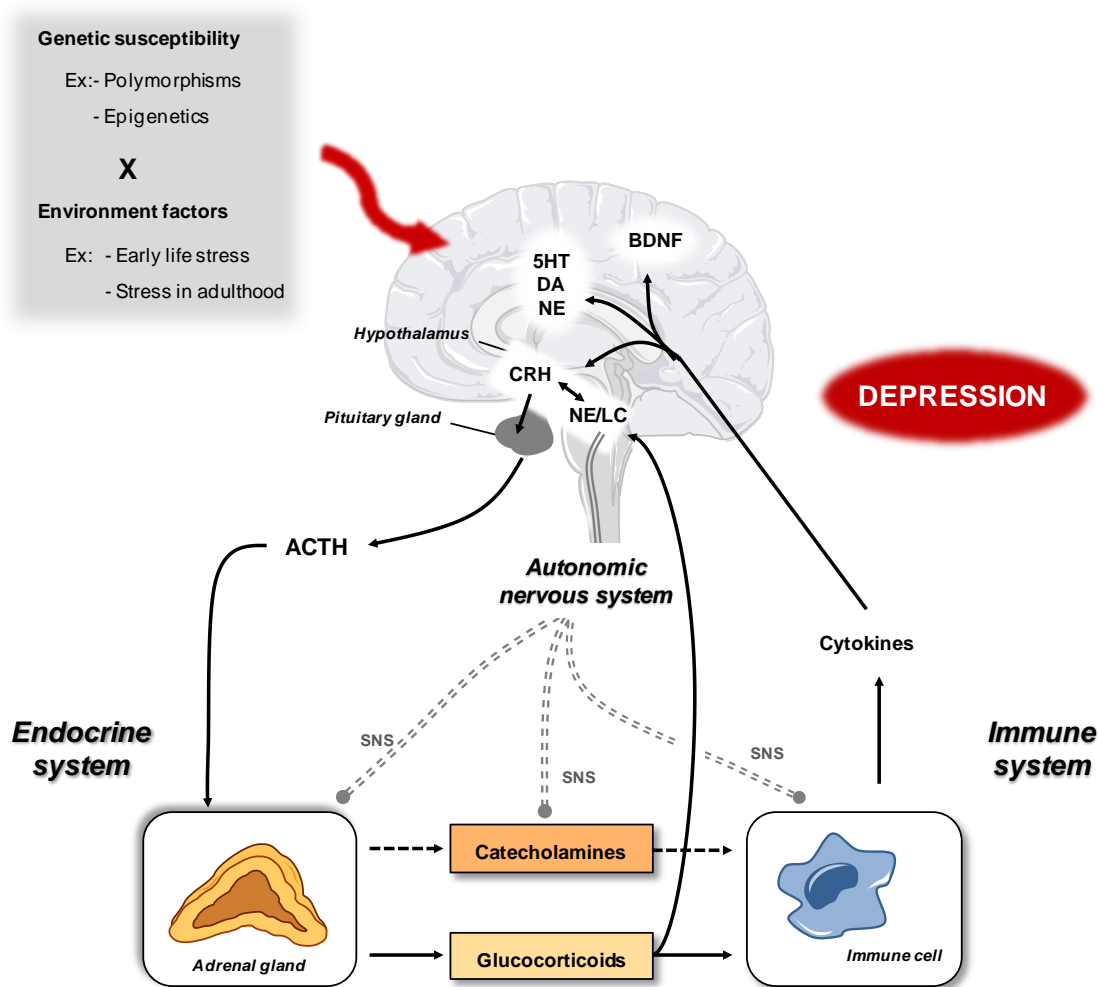 Genetic susceptibility
Ex:- Polymorphisms
- Epigenetics
X
Environment factors
Ex: - Early life stress
- Stress in adulthood
BDNF
5HT
DA
NE
Hypothalamus
CRH
NE/LC
Pituitary gland
DEPRESSION
ACTH
Autonomic
nervous system
Cytokines
Endocrine
system
SNS
SNS
SNS
Immune
system
Catecholamines
Glucocorticoids
Adrenal gland
Immune cell